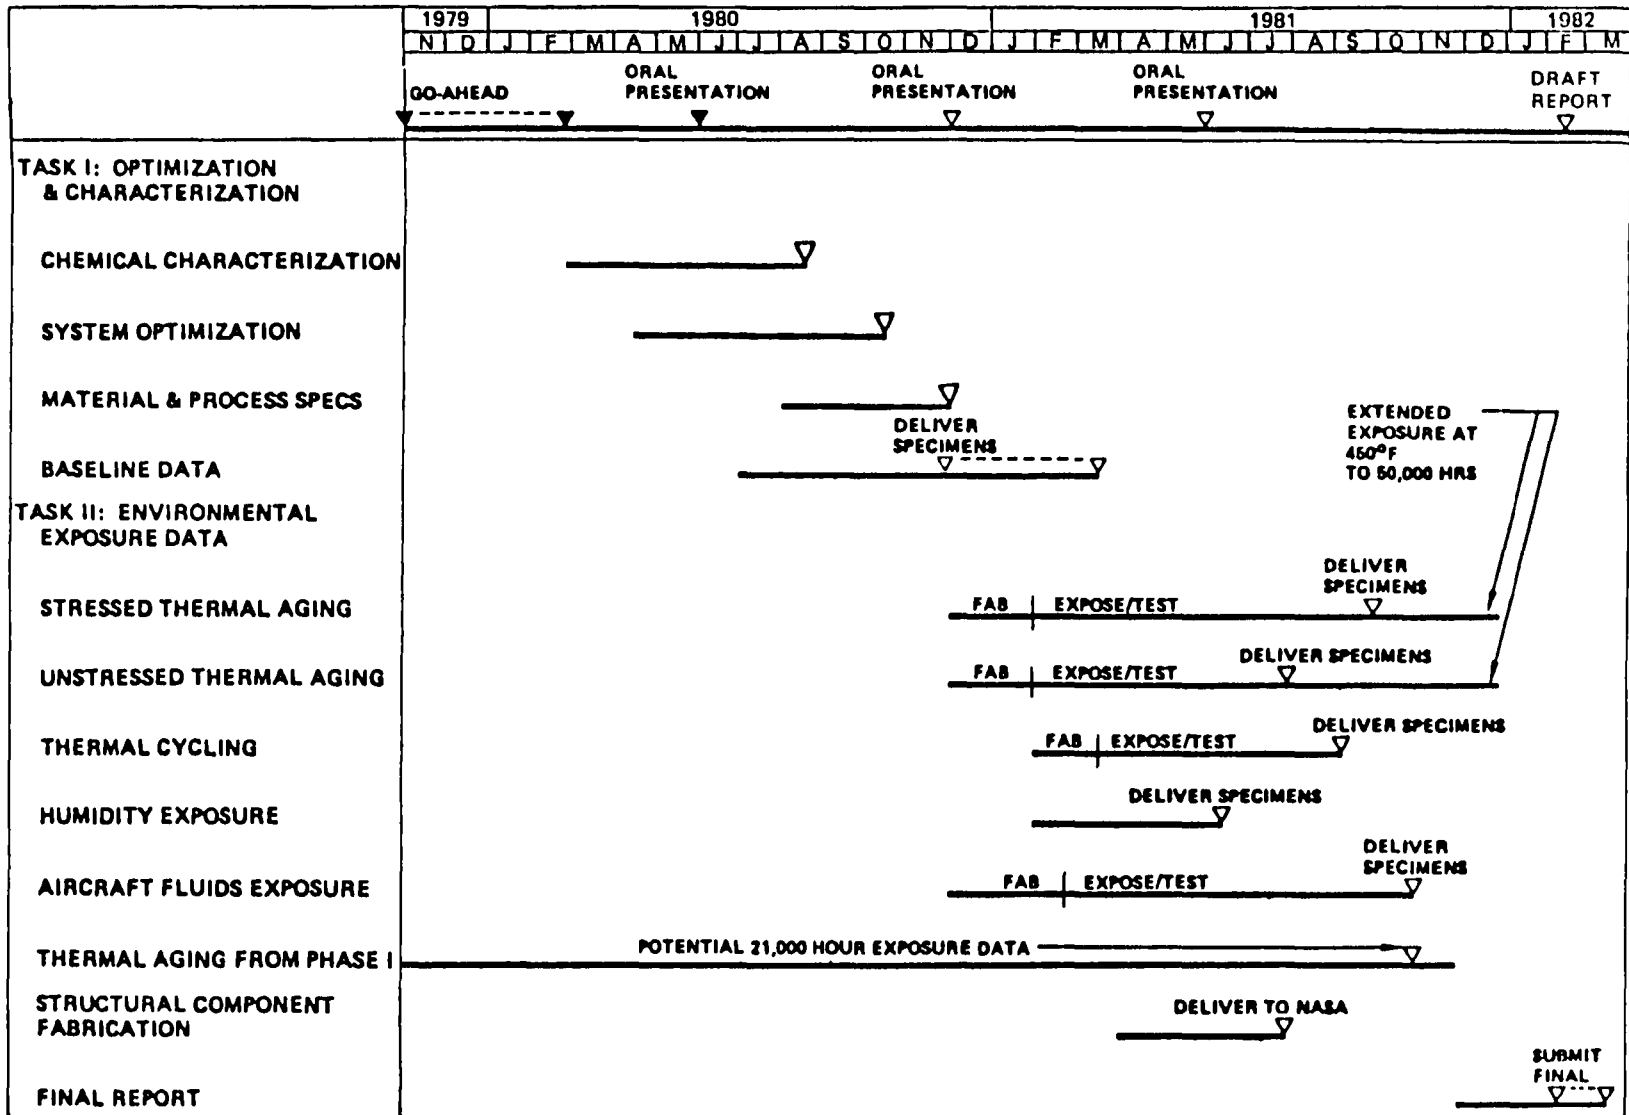 1979 1980 1981 1982
N D J F M A M J J A S O N D J F M A M J J A S O N D J F M
GO-AHEAD
ORAL
PRESENTATION
ORAL
PRESENTATION
ORAL
PRESENTATION
DRAFT
REPORT
TASK I: OPTIMIZATION
& CHARACTERIZATION
CHEMICAL CHARACTERIZATION
SYSTEM OPTIMIZATION
MATERIAL & PROCESS SPECS
DELIVER
SPECIMENS
EXTENDED
EXPOSURE AT
450°F
TO 50,000 HRS
BASELINE DATA
TASK II: ENVIRONMENTAL
EXPOSURE DATA
DELIVER
SPECIMENS
STRESSED THERMAL AGING
FAB EXPOSE/TEST
DELIVER SPECIMENS
UNSTRESSED THERMAL AGING
FAB EXPOSE/TEST
DELIVER SPECIMENS
THERMAL CYCLING
FAB EXPOSE/TEST
DELIVER SPECIMENS
HUMIDITY EXPOSURE
DELIVER
SPECIMENS
AIRCRAFT FLUIDS EXPOSURE
FAB EXPOSE/TEST
POTENTIAL 21,000 HOUR EXPOSURE DATA
THERMAL AGING FROM PHASE I
STRUCTURAL COMPONENT
FABRICATION
DELIVER TO NASA
SUBMIT
FINAL
FINAL REPORT